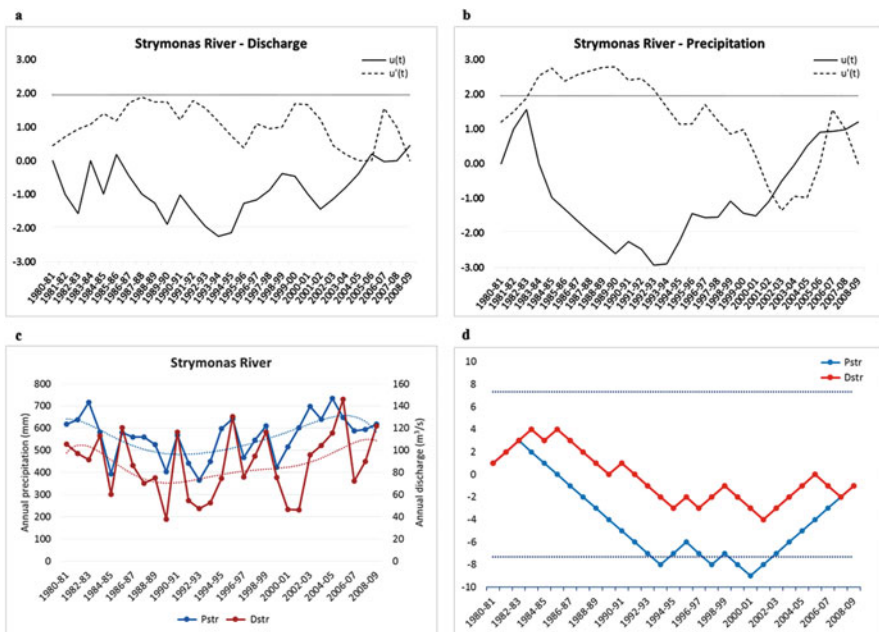 a
Strymonas River - Discharge
u(t)
u'(t)
3.00
2.00
1.00
0.00
-1.00
-2.00
-3.00
1980-81 1981-82 1982-83 1983-84 1984-85 1985-86 1986-87 1987-88 1988-89 1989-90 1990-91 1991-92 1992-93 1993-94 1994-95 1995-96 1996-97 1997-98 1998-99 1999-00 2000-01 2001-02 2002-03 2003-04 2004-05 2005-06 2006-07 2007-08 2008-09
b
Strymonas River - Precipitation
u(t)
u'(t)
3.00
2.00
1.00
0.00
-1.00
-2.00
-3.00
1980-81 1981-82 1982-83 1983-84 1984-85 1985-86 1986-87 1987-88 1988-89 1989-90 1990-91 1991-92 1992-93 1993-94 1994-95 1995-96 1996-97 1997-98 1998-99 1999-00 2000-01 2001-02 2002-03 2003-04 2004-05 2005-06 2006-07 2007-08 2008-09
c
Strymonas River
Annual precipitation (mm)
800
700
600
500
400
300
200
100
0
160
140
120
100
80
60
40
20
0
Annual discharge (m³/s)
1980-81 1982-83 1984-85 1986-87 1988-89 1990-91 1992-93 1994-95 1996-97 1998-99 2000-01 2002-03 2004-05 2006-07 2008-09
Pstr Dstr
d
Pstr
Dstr
10
8
6
4
2
0
-2
-4
-6
-8
-10
1980-81 1982-83 1984-85 1986-87 1988-89 1990-91 1992-93 1994-95 1996-97 1998-99 2000-01 2002-03 2004-05 2006-07 2008-09